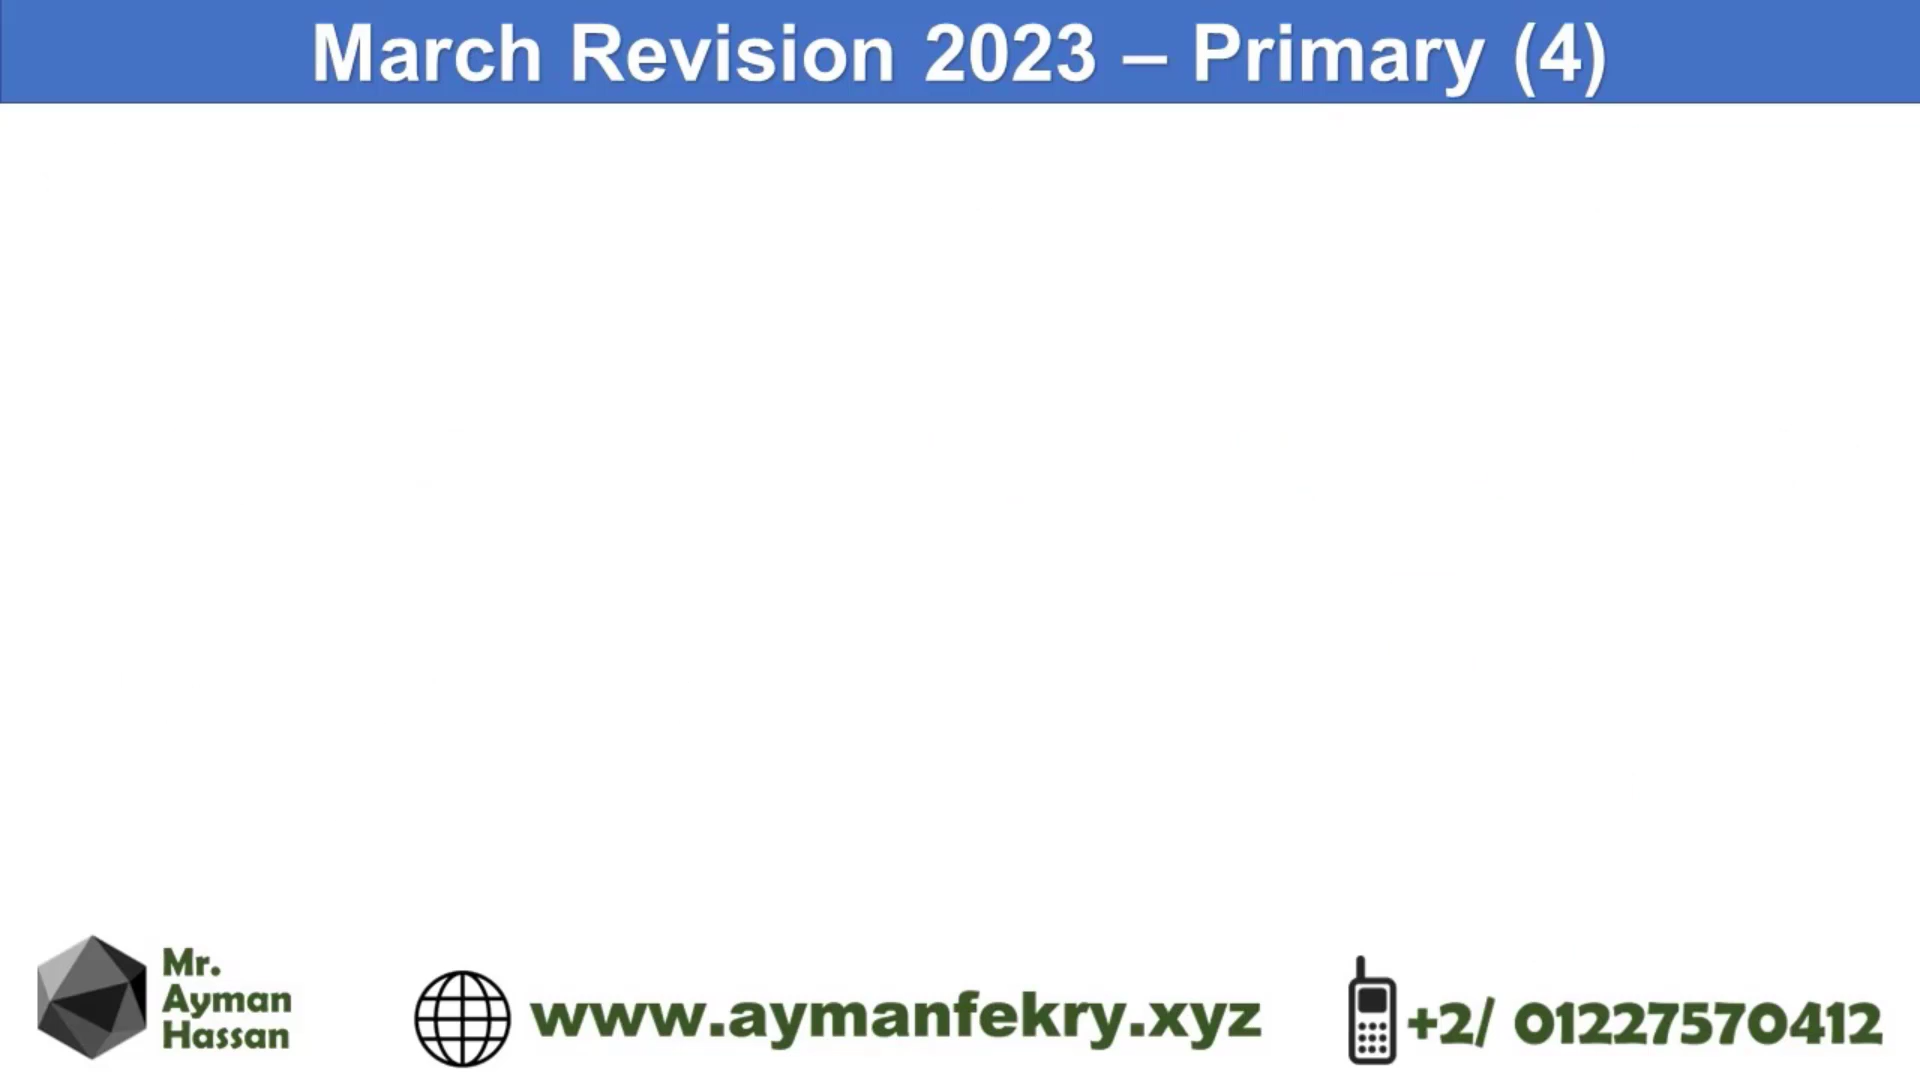 March Revision 2023 – Primary (4)
Mr.
Ayman
Hassan
www.aymanfekry.xyz
+2/ 01227570412